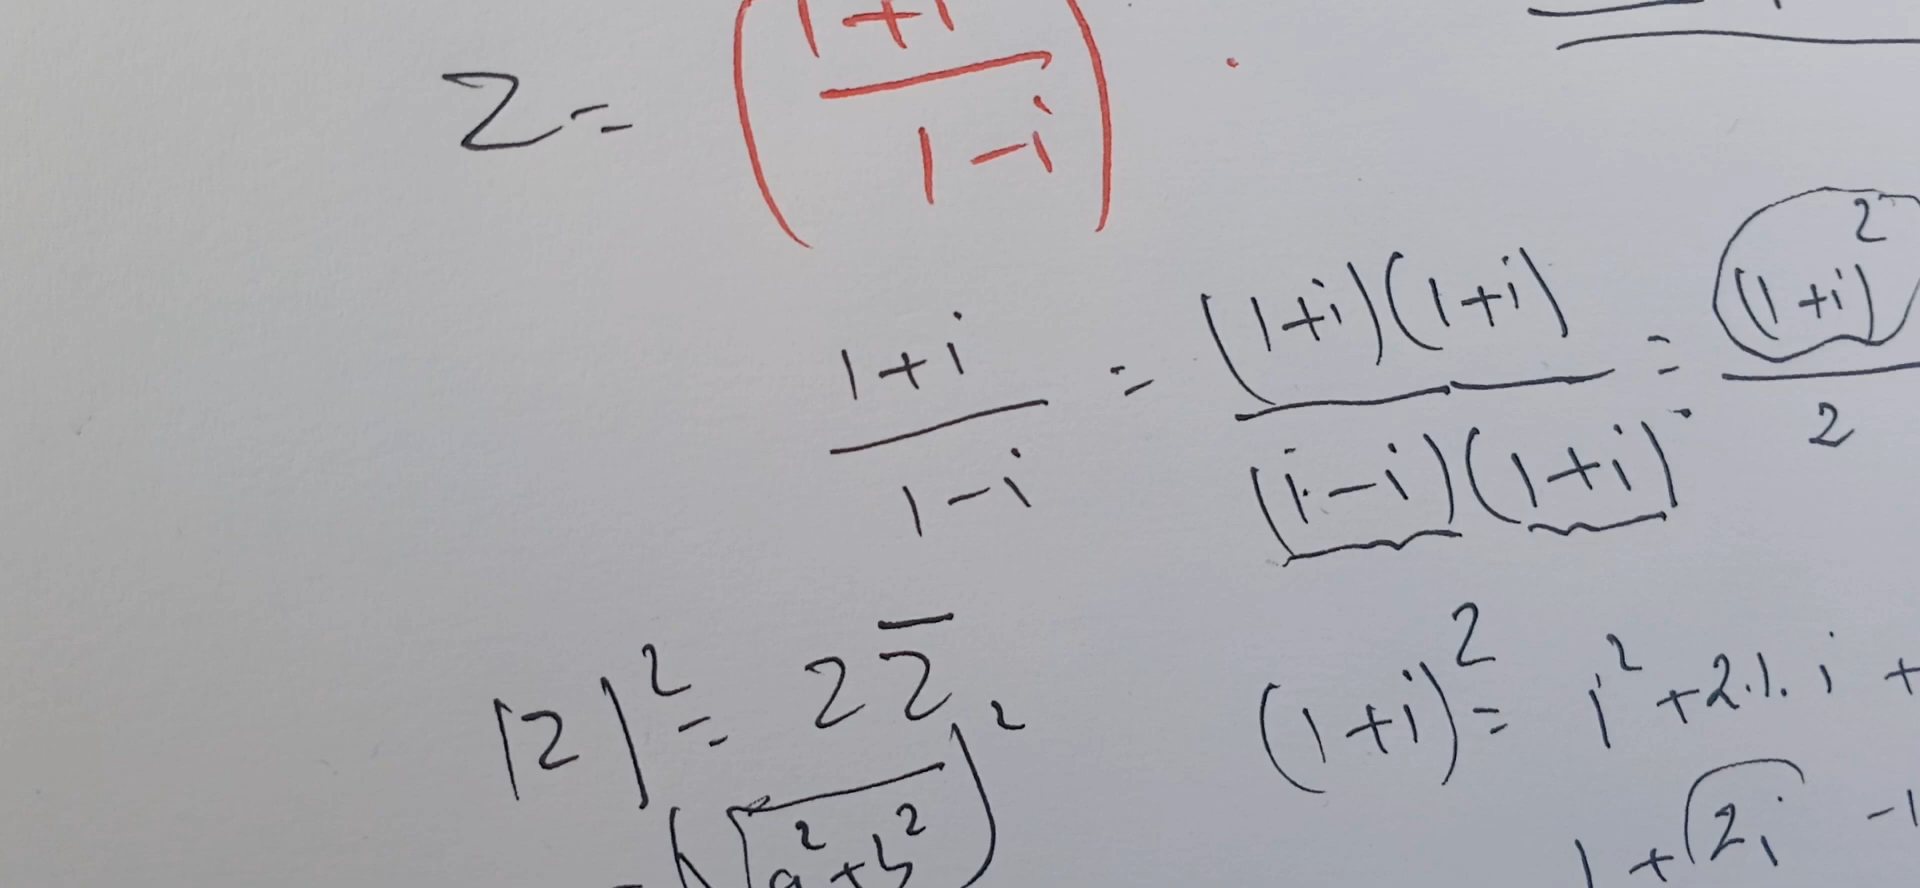 z = (1+i / 1-i)
1+i / 1-i = (1+i)(1+i) / (1-i)(1+i) = (1+i)² / 2
|z|² = z z̅
(1+i)² = 1² + 2.1.i +
= (√a²+b²)²
1 + 2i -1